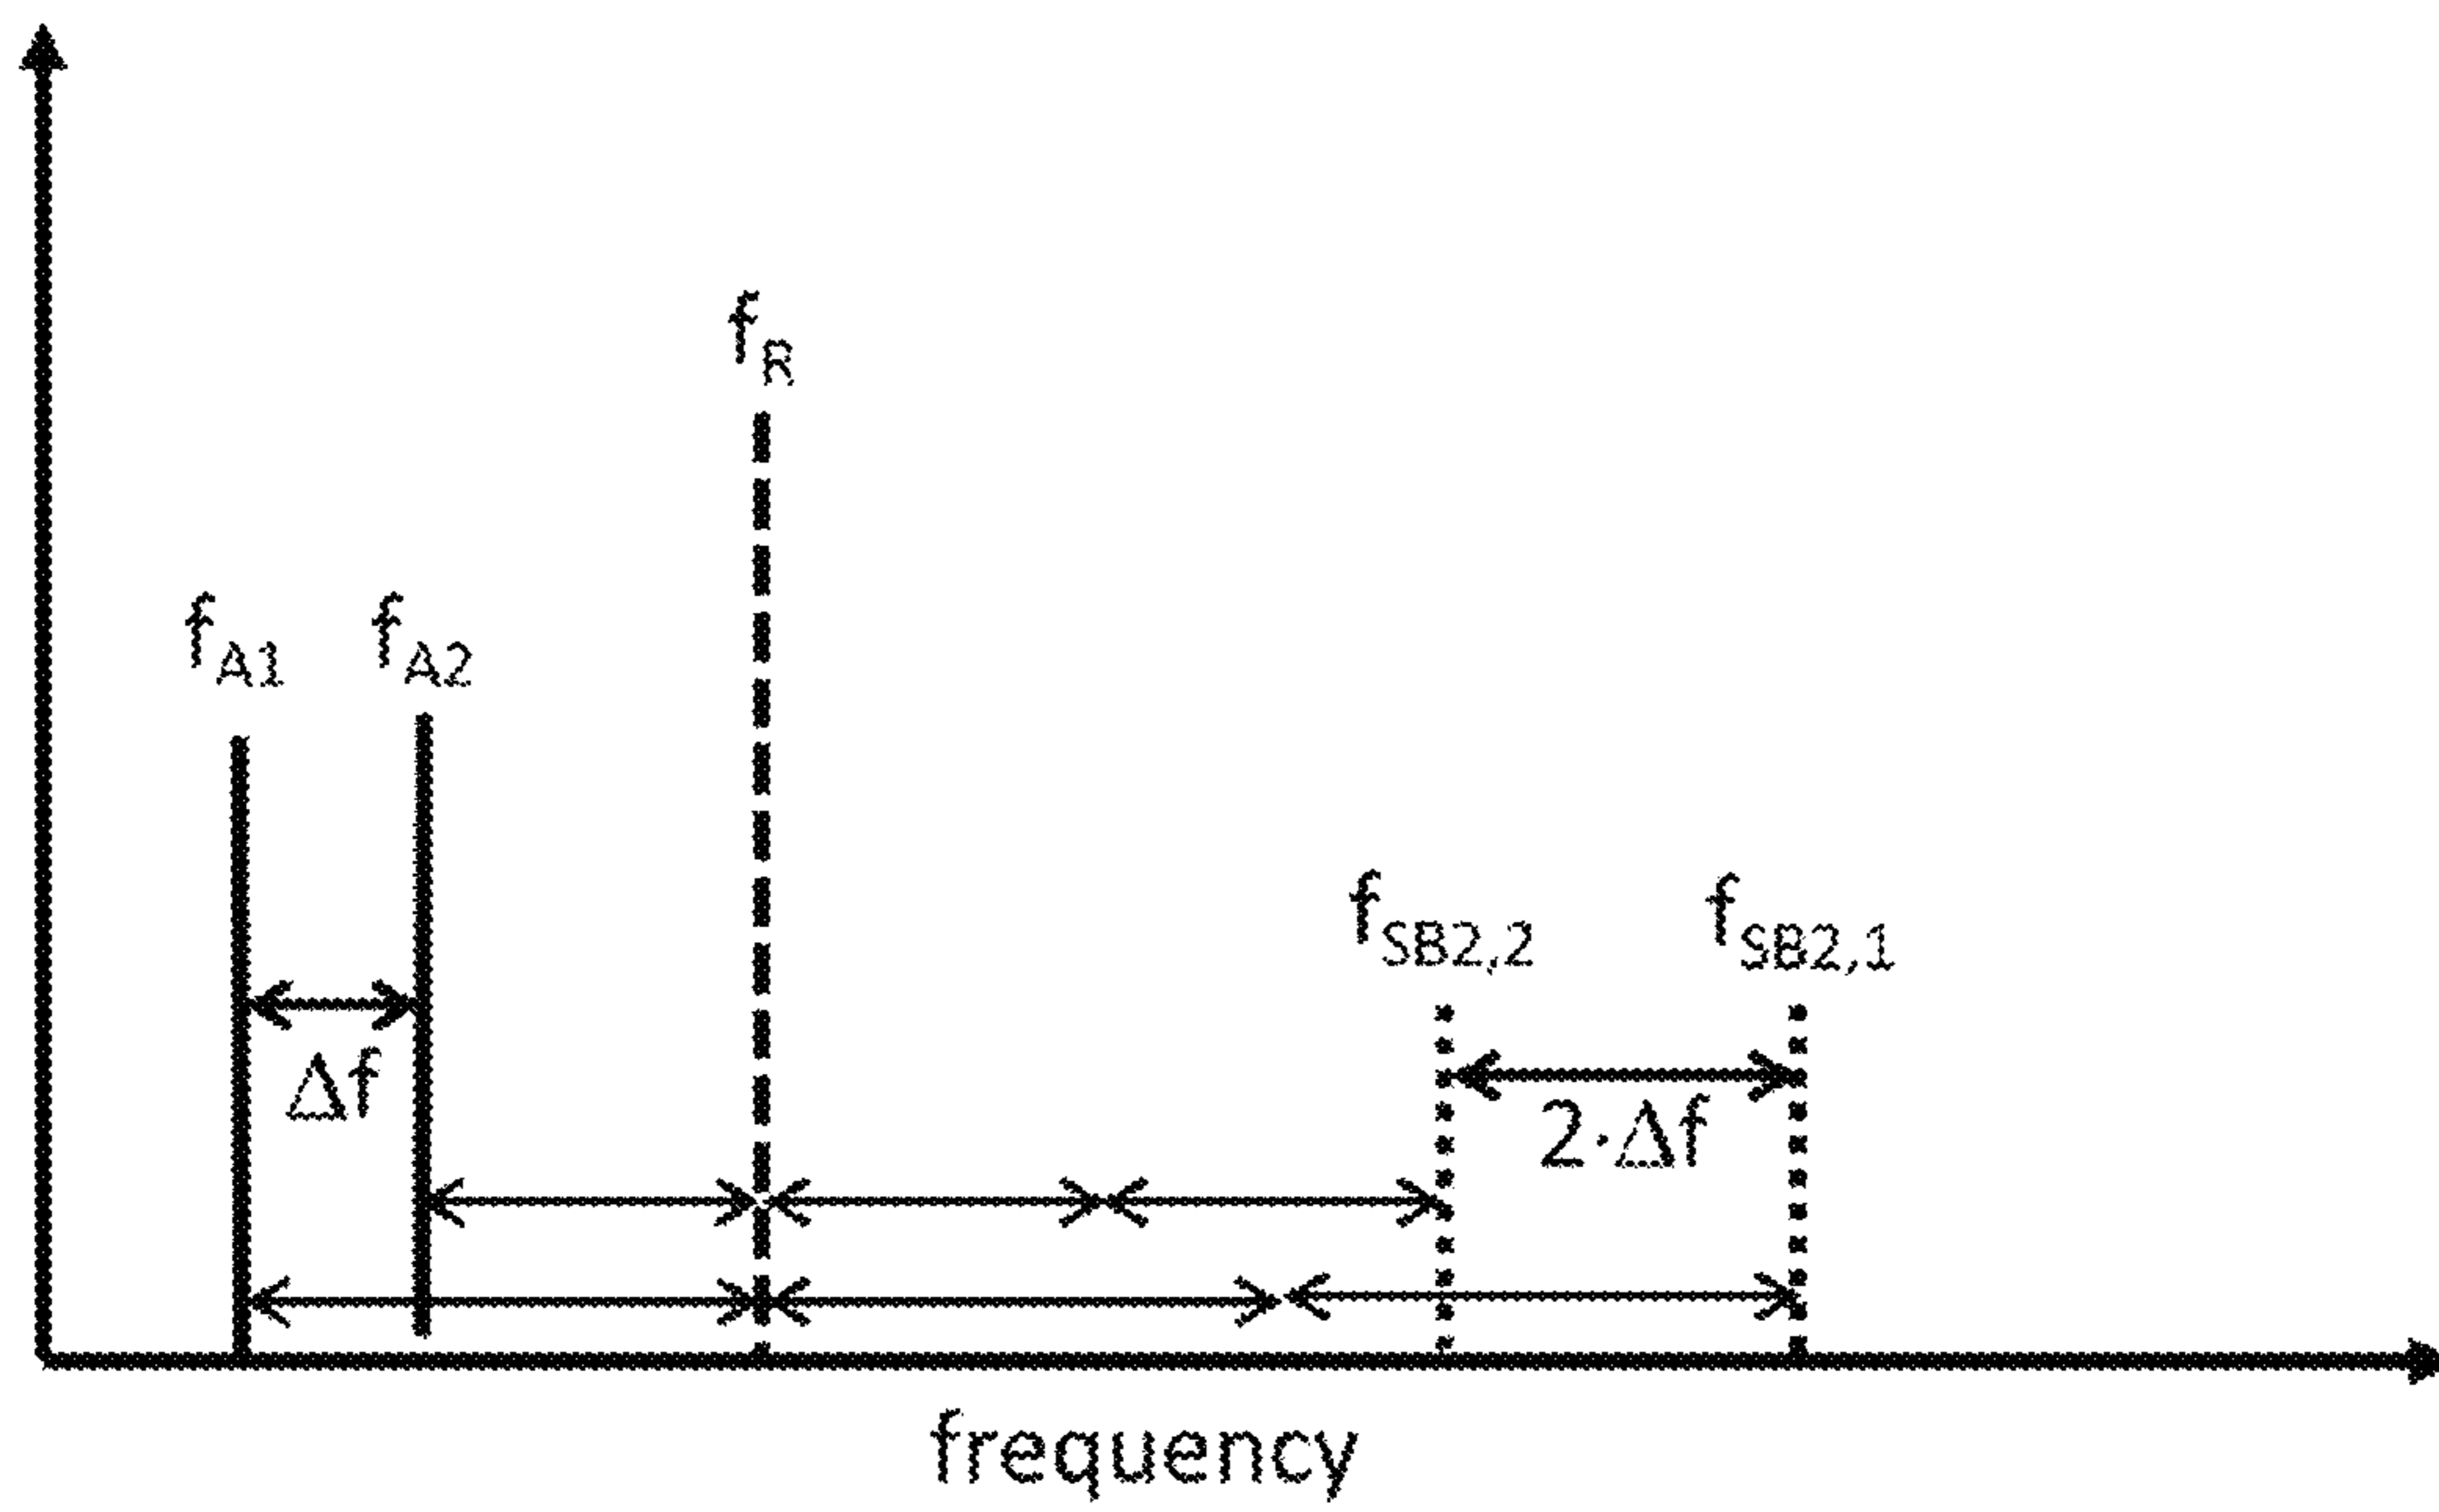 f_R
f_A1 f_A2
f_SB2,2 f_SB2,1
Δf
2·Δf
frequency